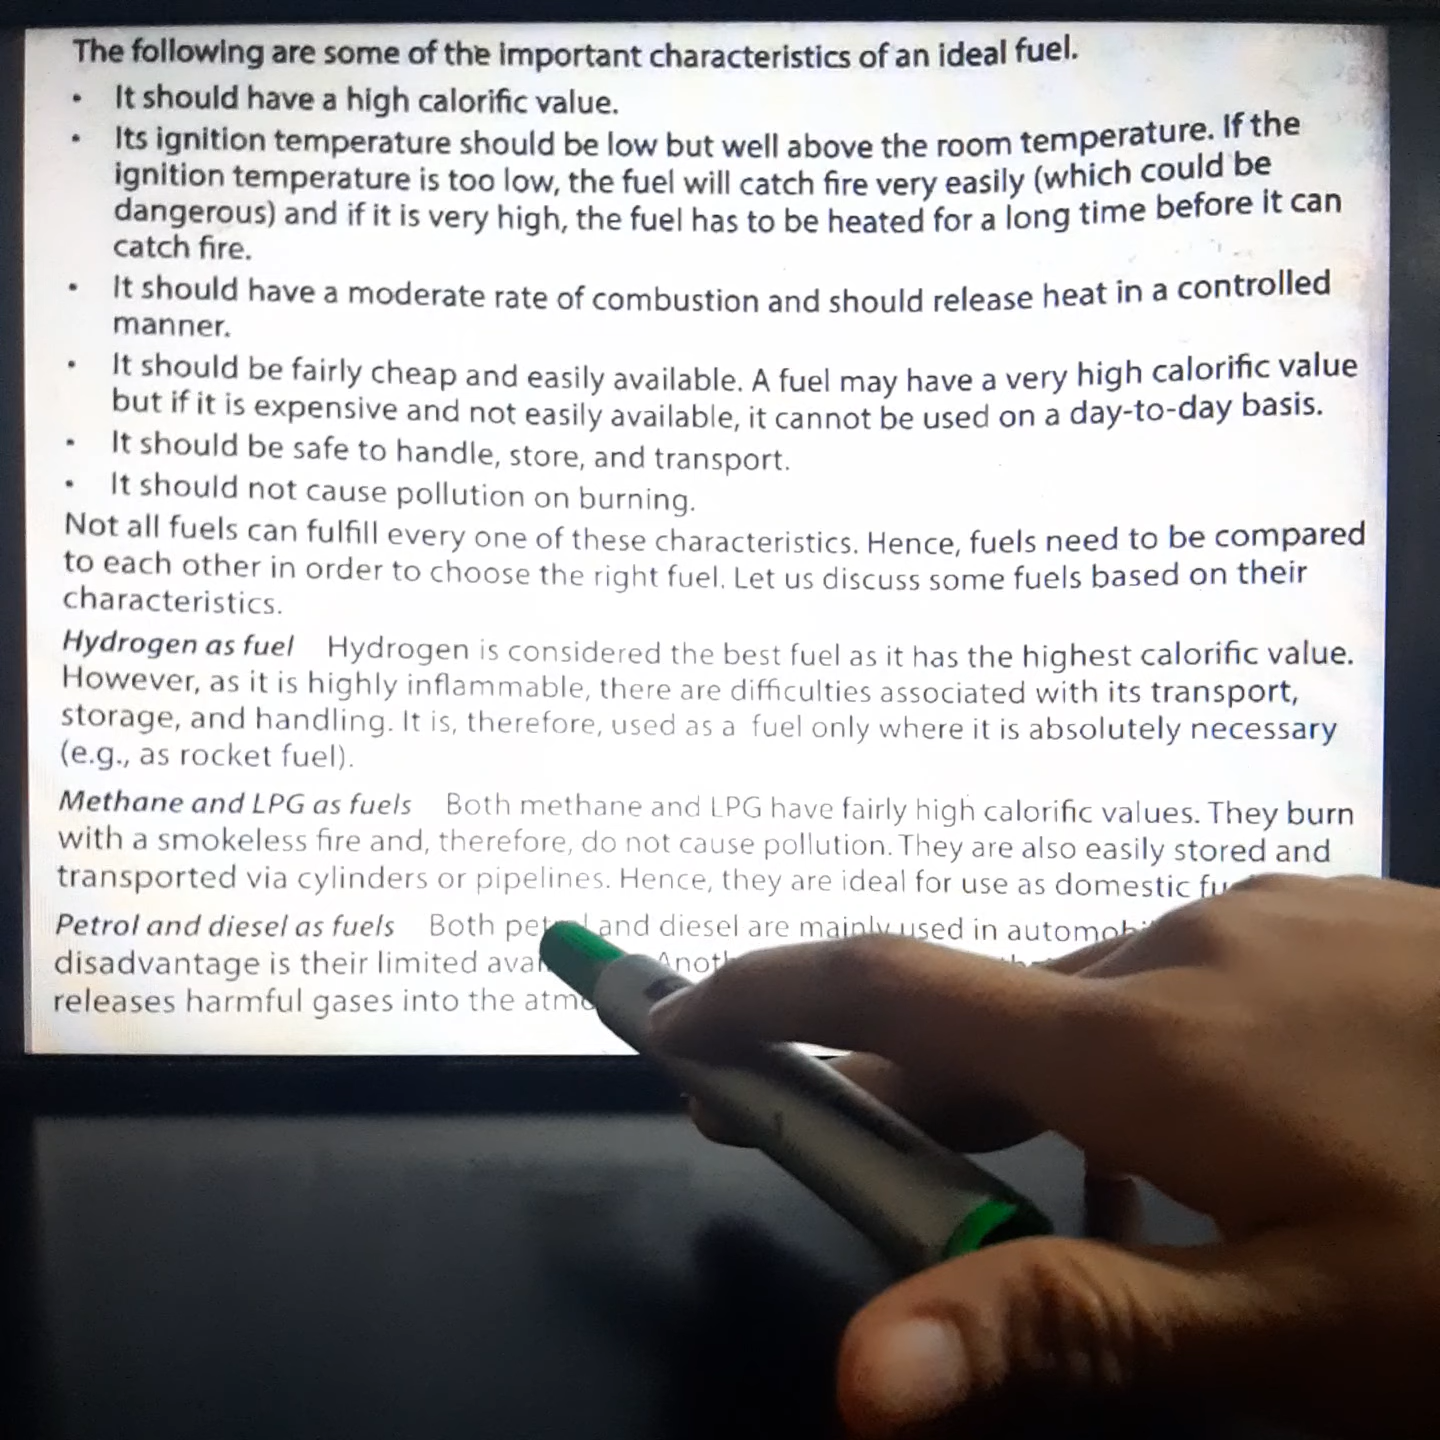 The following are some of the important characteristics of an ideal fuel.
• It should have a high calorific value.
• Its ignition temperature should be low but well above the room temperature. If the
ignition temperature is too low, the fuel will catch fire very easily (which could be
dangerous) and if it is very high, the fuel has to be heated for a long time before it can
catch fire.
• It should have a moderate rate of combustion and should release heat in a controlled
manner.
• It should be fairly cheap and easily available. A fuel may have a very high calorific value
but if it is expensive and not easily available, it cannot be used on a day-to-day basis.
• It should be safe to handle, store, and transport.
• It should not cause pollution on burning.
Not all fuels can fulfill every one of these characteristics. Hence, fuels need to be compared
to each other in order to choose the right fuel. Let us discuss some fuels based on their
characteristics.
Hydrogen as fuel Hydrogen is considered the best fuel as it has the highest calorific value.
However, as it is highly inflammable, there are difficulties associated with its transport,
storage, and handling. It is, therefore, used as a fuel only where it is absolutely necessary
(e.g., as rocket fuel).
Methane and LPG as fuels Both methane and LPG have fairly high calorific values. They burn
with a smokeless fire and, therefore, do not cause pollution. They are also easily stored and
transported via cylinders or pipelines. Hence, they are ideal for use as domestic
Petrol and diesel as fuels Both and diesel are mainly used in
disadvantage is their limited
releases harmful gases into the